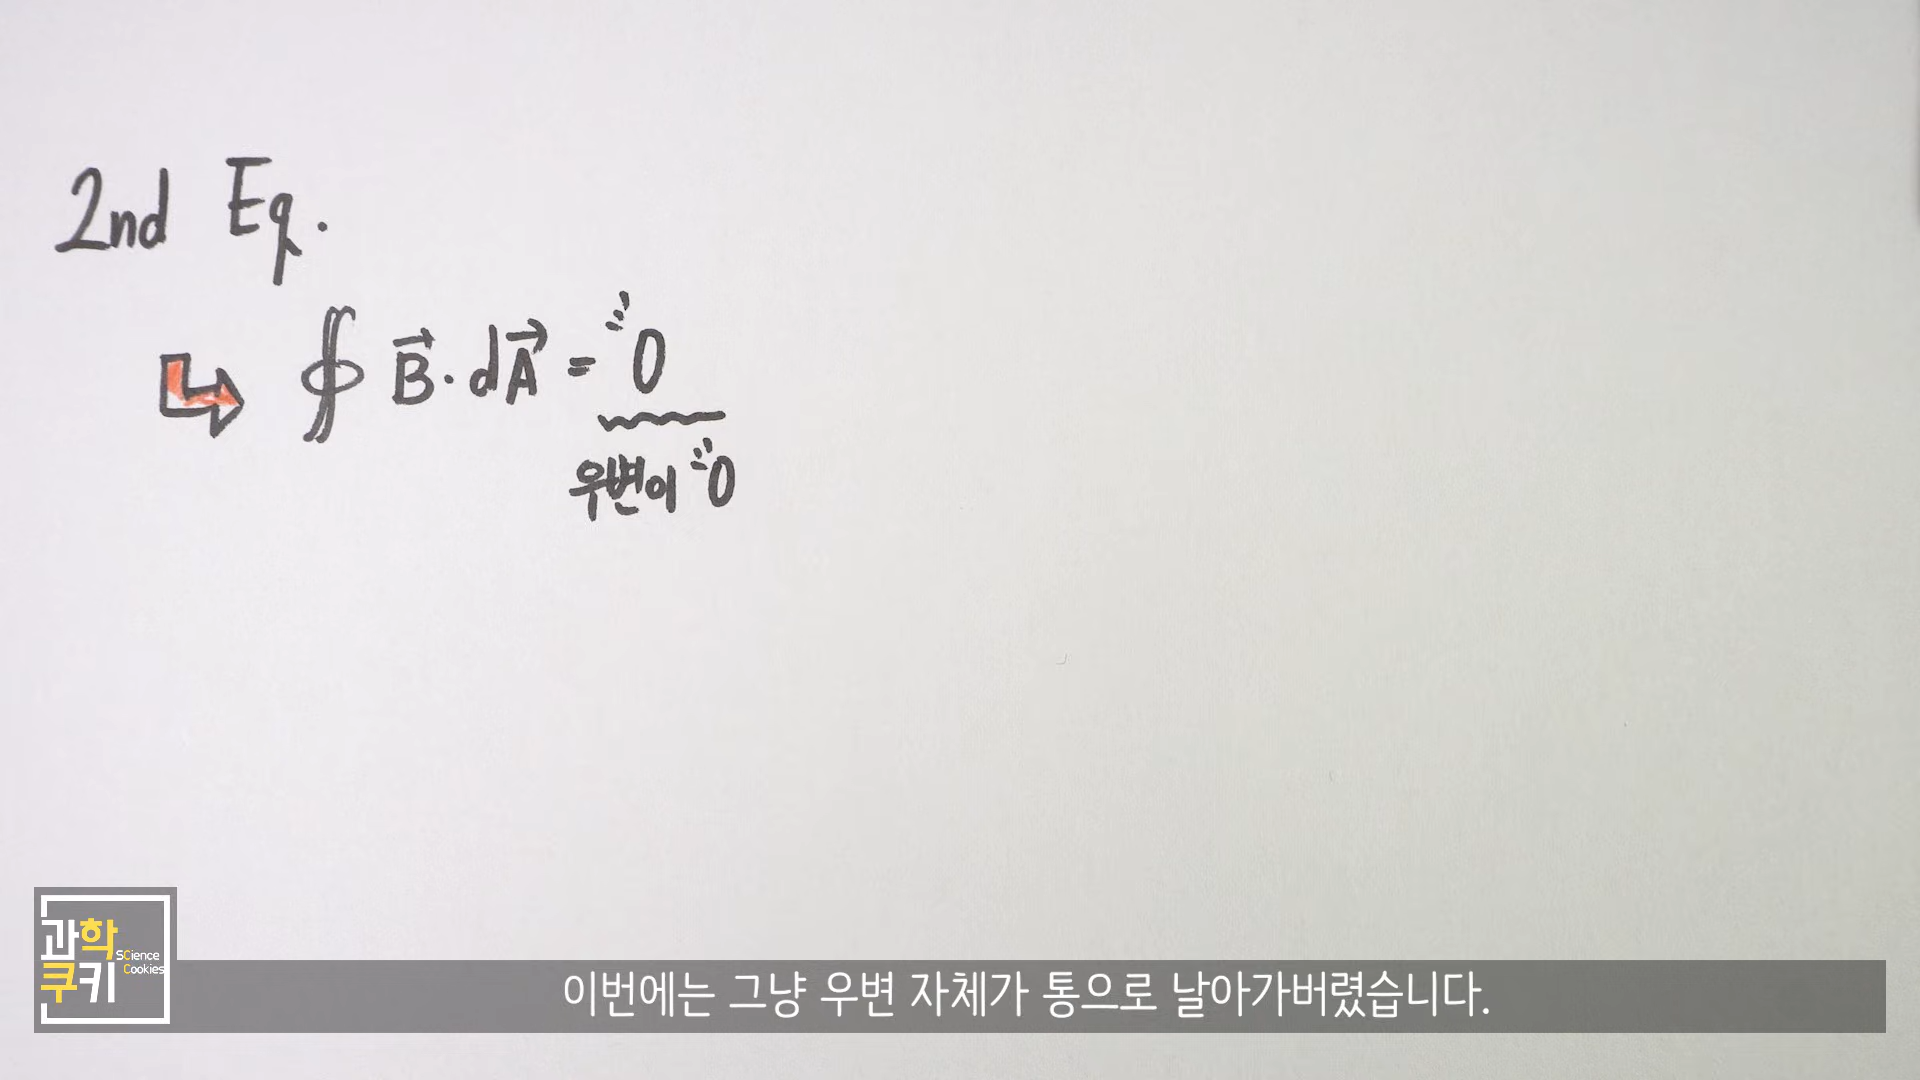 2nd Eq.
∯ B⃗ · dA⃗ = 0
우변이 0
과학
쿠키
SCience
Cookies
이번에는 그냥 우변 자체가 통으로 날아가버렸습니다.